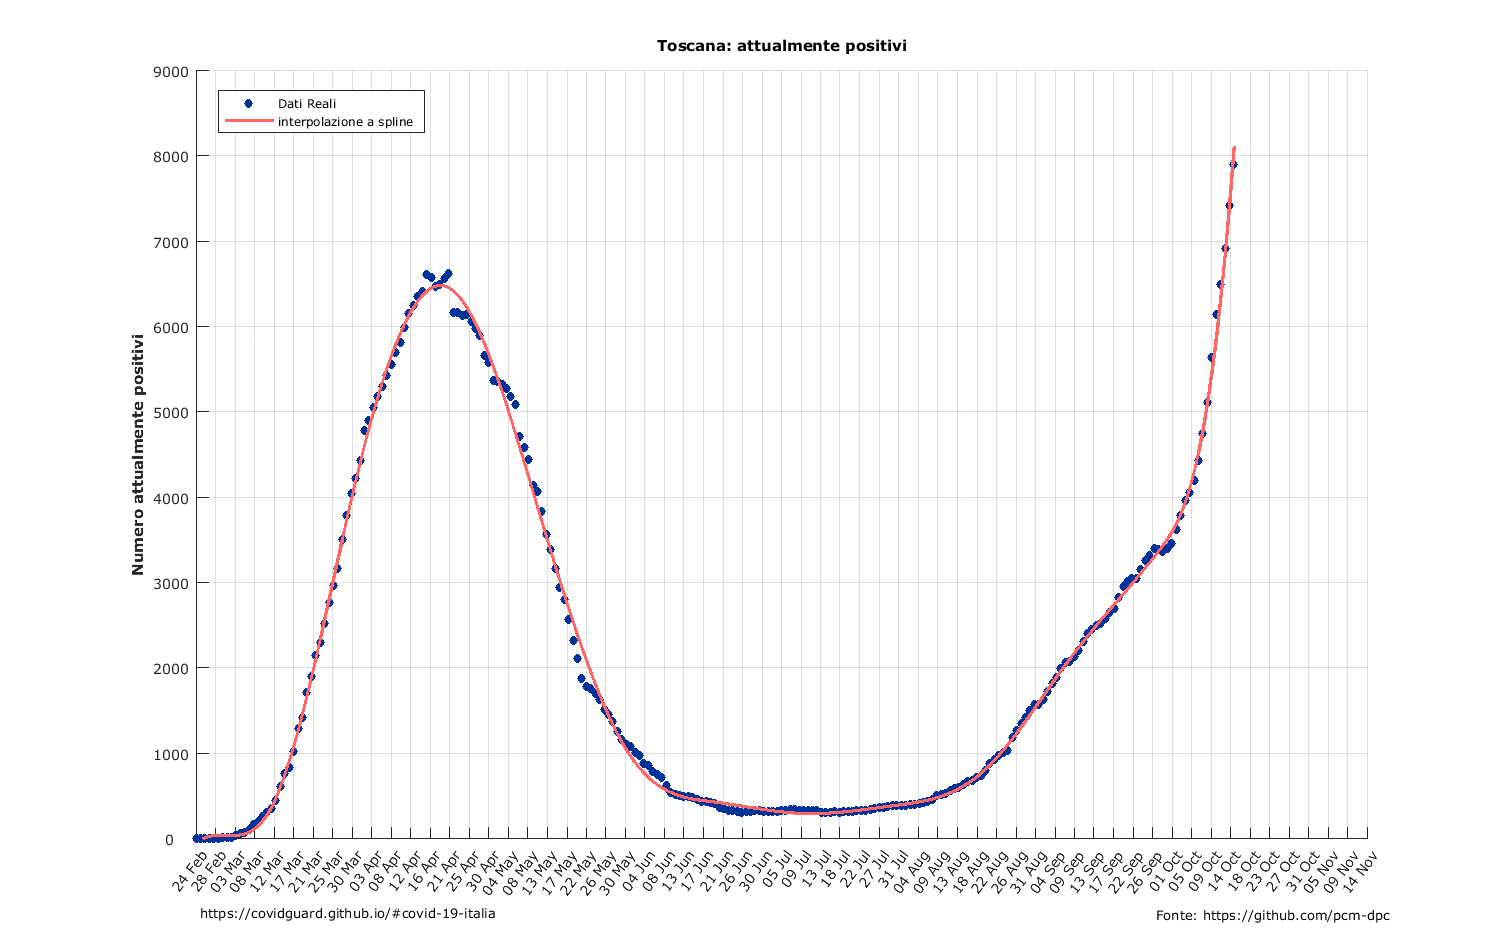 Toscana: attualmente positivi
9000
8000
7000
6000
5000
4000
3000
2000
1000
0
Dati Reali
interpolazione a spline
Numero attualmente positivi
24 Feb
28 Feb
03 Mar
08 Mar
12 Mar
17 Mar
21 Mar
25 Mar
30 Mar
03 Apr
08 Apr
12 Apr
16 Apr
21 Apr
25 Apr
30 Apr
04 May
08 May
13 May
17 May
22 May
26 May
30 May
04 Jun
08 Jun
13 Jun
17 Jun
21 Jun
26 Jun
30 Jun
05 Jul
09 Jul
13 Jul
18 Jul
22 Jul
27 Jul
31 Jul
04 Aug
09 Aug
13 Aug
18 Aug
22 Aug
26 Aug
31 Aug
04 Sep
09 Sep
13 Sep
17 Sep
22 Sep
26 Sep
01 Oct
05 Oct
09 Oct
14 Oct
18 Oct
23 Oct
27 Oct
31 Oct
05 Nov
09 Nov
14 Nov
https://covidguard.github.io/#covid-19-italia
Fonte: https://github.com/pcm-dpc